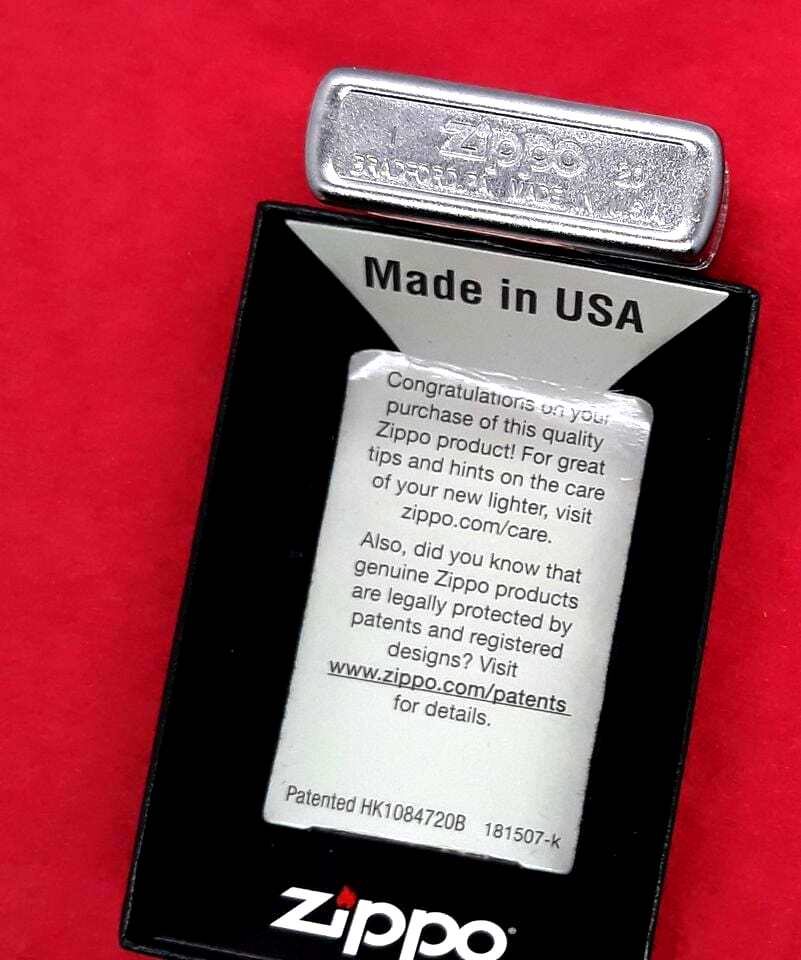 Zippo 20
BRADFORD, PA. MADE IN U.S.A.
Made in USA
Congratulations on your
purchase of this quality
Zippo product! For great
tips and hints on the care
of your new lighter, visit
zippo.com/care.
Also, did you know that
genuine Zippo products
are legally protected by
patents and registered
designs? Visit
www.zippo.com/patents
for details.
Patented HK1084720B 181507-k
Zippo